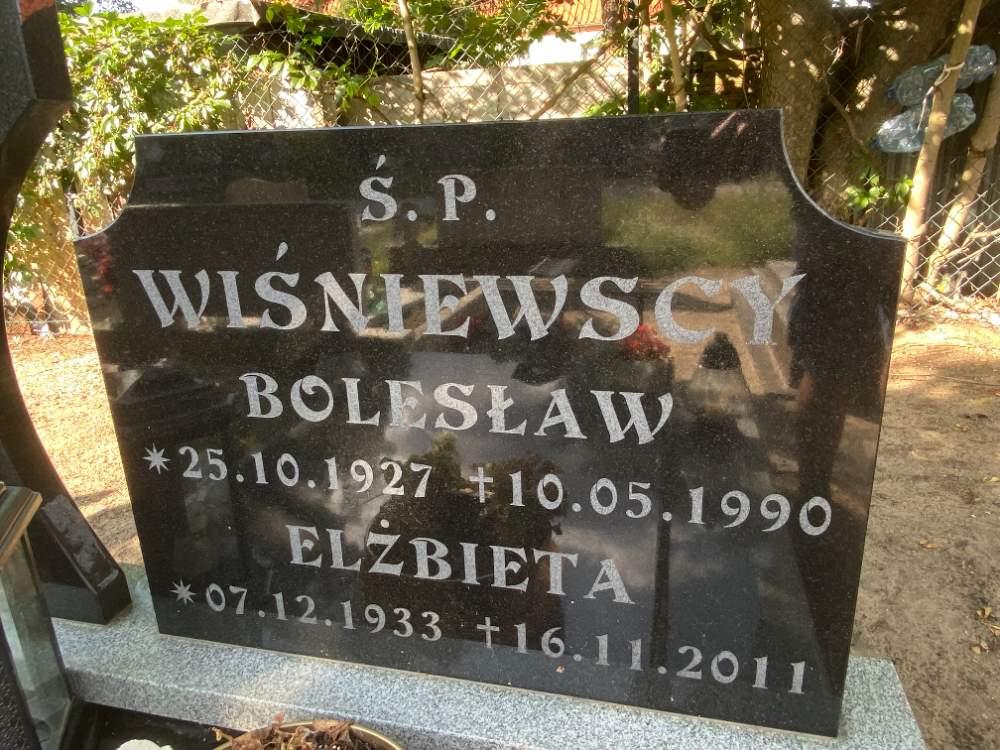 Ś. P.
WIŚNIEWSCY
BOLESŁAW
* 25.10.1927 † 10.05.1990
ELŻBIETA
* 07.12.1933 † 16.11.2011